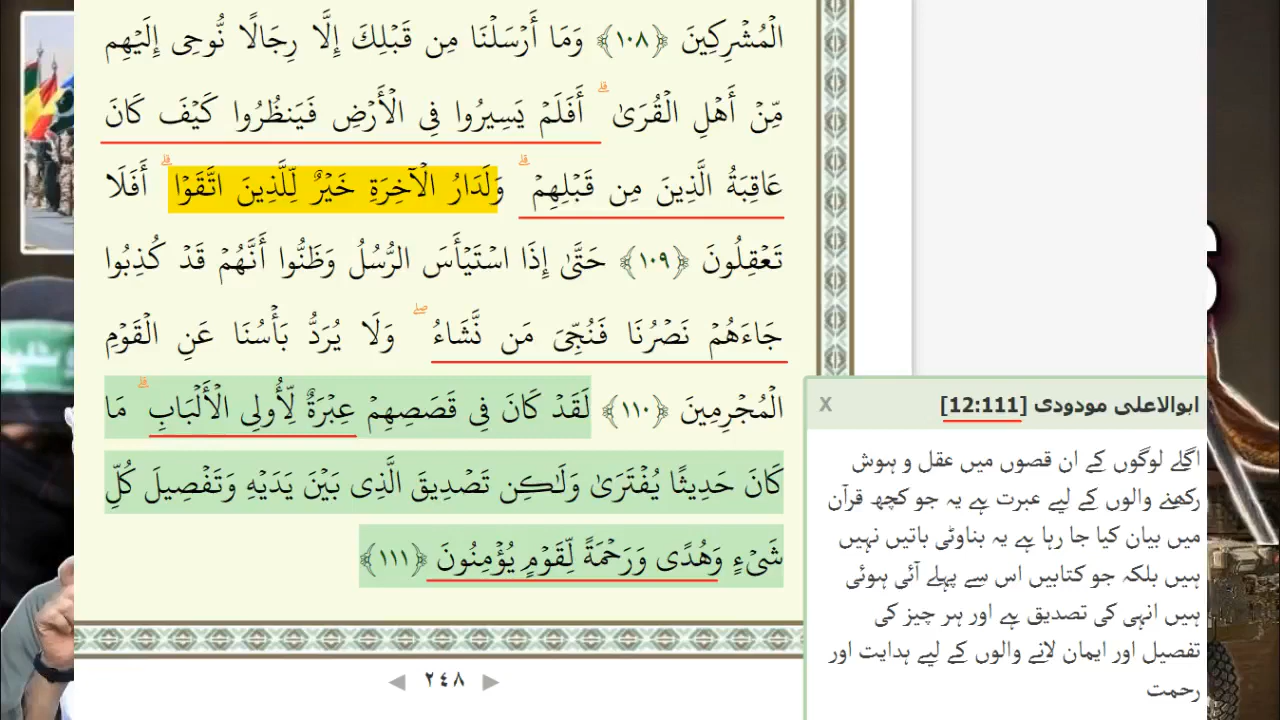 الْمُشْرِكِينَ ﴿١٠٨﴾ وَمَا أَرْسَلْنَا مِن قَبْلِكَ إِلَّا رِجَالًا نُّوحِي إِلَيْهِم
مِّنْ أَهْلِ الْقُرَىٰ ۗ أَفَلَمْ يَسِيرُوا فِي الْأَرْضِ فَيَنظُرُوا كَيْفَ كَانَ
عَاقِبَةُ الَّذِينَ مِن قَبْلِهِمْ ۗ وَلَدَارُ الْآخِرَةِ خَيْرٌ لِّلَّذِينَ اتَّقَوْا ۗ أَفَلَا
تَعْقِلُونَ ﴿١٠٩﴾ حَتَّىٰ إِذَا اسْتَيْأَسَ الرُّسُلُ وَظَنُّوا أَنَّهُمْ قَدْ كُذِبُوا
جَاءَهُمْ نَصْرُنَا فَنُجِّيَ مَن نَّشَاءُ ۖ وَلَا يُرَدُّ بَأْسُنَا عَنِ الْقَوْمِ
الْمُجْرِمِينَ ﴿١١٠﴾ لَقَدْ كَانَ فِي قَصَصِهِمْ عِبْرَةٌ لِّأُولِي الْأَلْبَابِ ۗ مَا
كَانَ حَدِيثًا يُفْتَرَىٰ وَلَٰكِن تَصْدِيقَ الَّذِي بَيْنَ يَدَيْهِ وَتَفْصِيلَ كُلِّ
شَيْءٍ وَهُدًى وَرَحْمَةً لِّقَوْمٍ يُؤْمِنُونَ ﴿١١١﴾
٢٤٨
ابوالاعلی مودودی [12:111] X
اگلے لوگوں کے ان قصوں میں عقل و ہوش
رکھنے والوں کے لیے عبرت ہے یہ جو کچھ قرآن
میں بیان کیا جا رہا ہے یہ بناوٹی باتیں نہیں
ہیں بلکہ جو کتابیں اس سے پہلے آئی ہوئی
ہیں انہی کی تصدیق ہے اور ہر چیز کی
تفصیل اور ایمان لانے والوں کے لیے ہدایت اور
رحمت